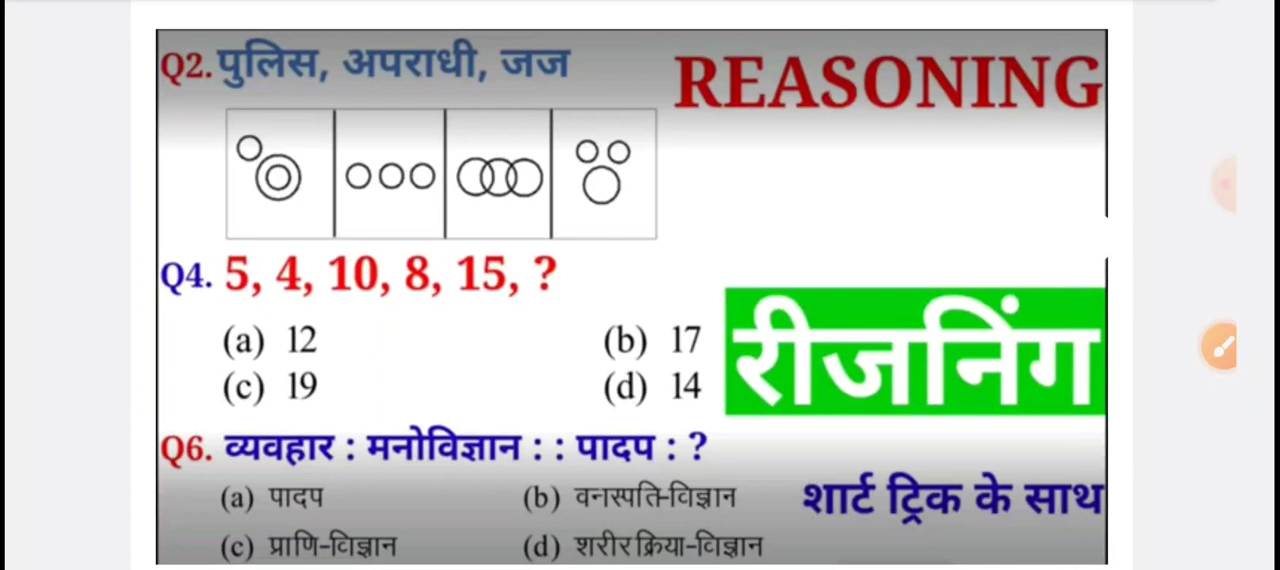 Q2. पुलिस, अपराधी, जज
REASONING
Q4. 5, 4, 10, 8, 15, ?
(a) 12
(b) 17
(c) 19
(d) 14
रीजनिंग
Q6. व्यवहार : मनोविज्ञान : : पादप : ?
(a) पादप
(b) वनस्पति-विज्ञान
(c) प्राणि-विज्ञान
(d) शरीर क्रिया-विज्ञान
शार्ट ट्रिक के साथ